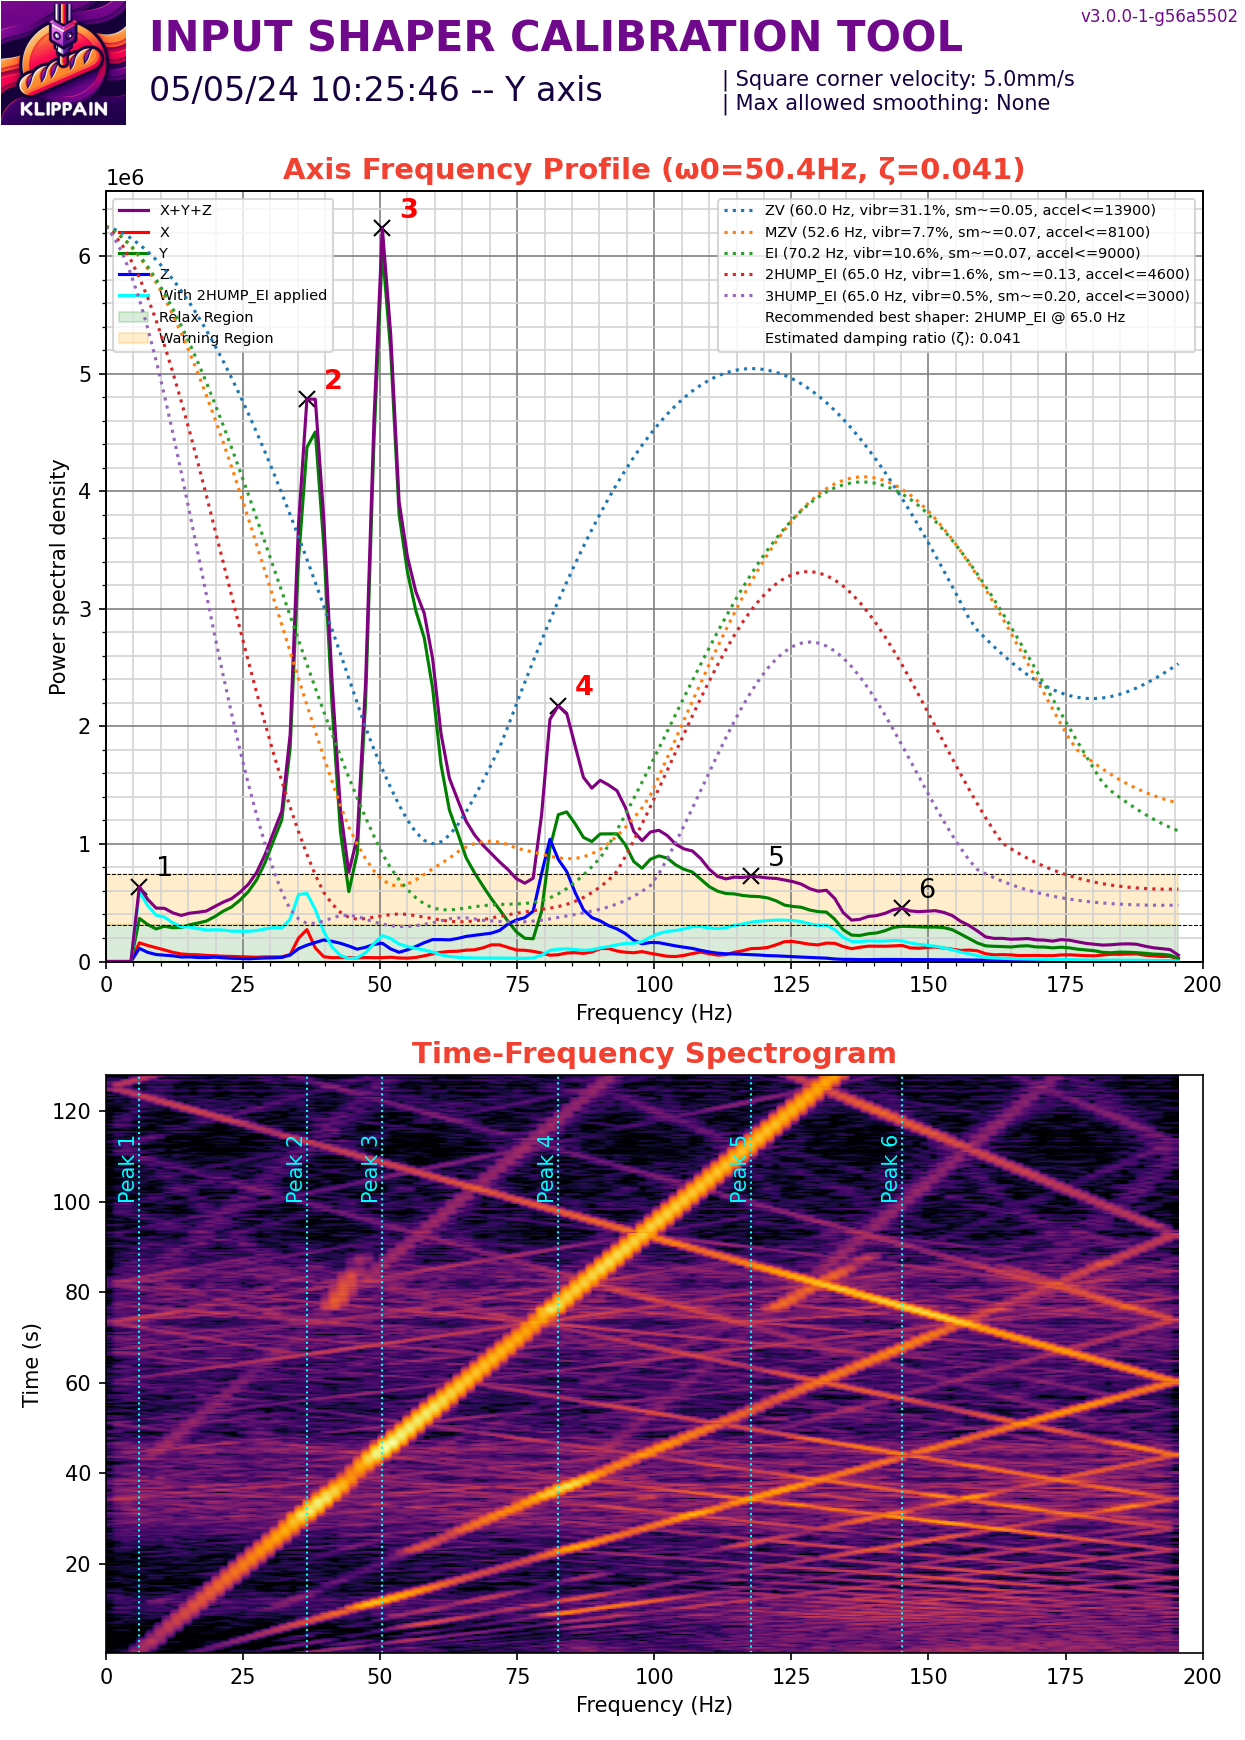 v3.0.0-1-g56a5502
INPUT SHAPER CALIBRATION TOOL
05/05/24 10:25:46 -- Y axis
| Square corner velocity: 5.0mm/s
| Max allowed smoothing: None
KLIPPAIN
Axis Frequency Profile (ω0=50.4Hz, ζ=0.041)
1e6
X+Y+Z
X
Y
Z
With 2HUMP_EI applied
Relax Region
Warning Region
ZV (60.0 Hz, vibr=31.1%, sm~=0.05, accel<=13900)
MZV (52.6 Hz, vibr=7.7%, sm~=0.07, accel<=8100)
EI (70.2 Hz, vibr=10.6%, sm~=0.07, accel<=9000)
2HUMP_EI (65.0 Hz, vibr=1.6%, sm~=0.13, accel<=4600)
3HUMP_EI (65.0 Hz, vibr=0.5%, sm~=0.20, accel<=3000)
Recommended best shaper: 2HUMP_EI @ 65.0 Hz
Estimated damping ratio (ζ): 0.041
3
2
4
1
5
6
Power spectral density
6
5
4
3
2
1
0
0 25 50 75 100 125 150 175 200
Frequency (Hz)
Time-Frequency Spectrogram
Time (s)
120
100
80
60
40
20
Peak 1
Peak 2
Peak 3
Peak 4
Peak 5
Peak 6
0 25 50 75 100 125 150 175 200
Frequency (Hz)